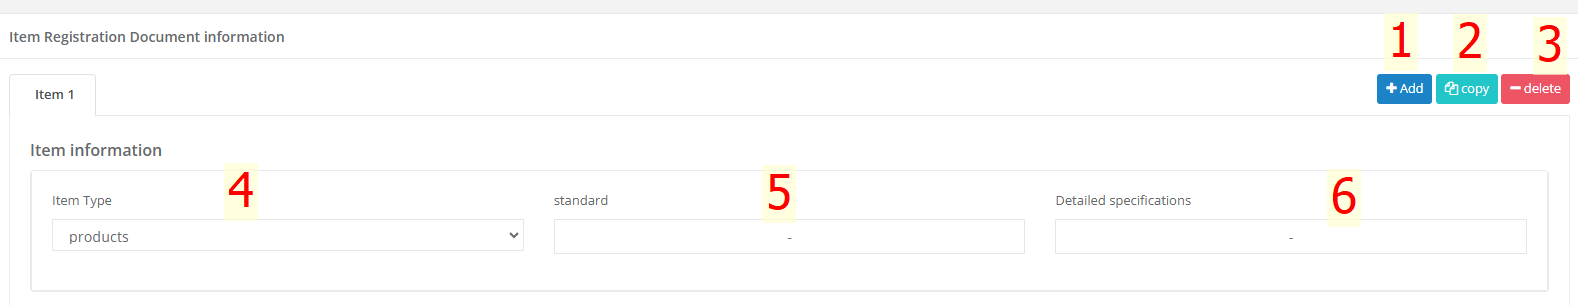 1 2 3
Item Registration Document information
Item 1
Add copy delete
Item information
4 5 6
Item Type standard Detailed specifications
products - -